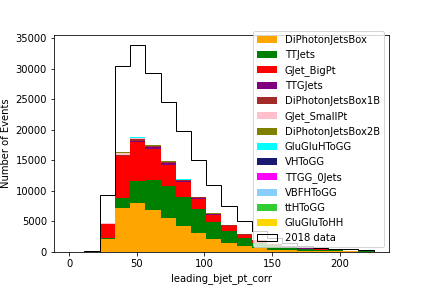 35000
30000
25000
20000
15000
10000
5000
0
Number of Events
0
50
100
150
200
leading_bjet_pt_corr
DiPhotonJetsBox
TTJets
GJet_BigPt
TTGJets
DiPhotonJetsBox1B
GJet_SmallPt
DiPhotonJetsBox2B
GluGluHToGG
VHToGG
TTGG_0Jets
VBFHToGG
ttHToGG
GluGluToHH
2018 data